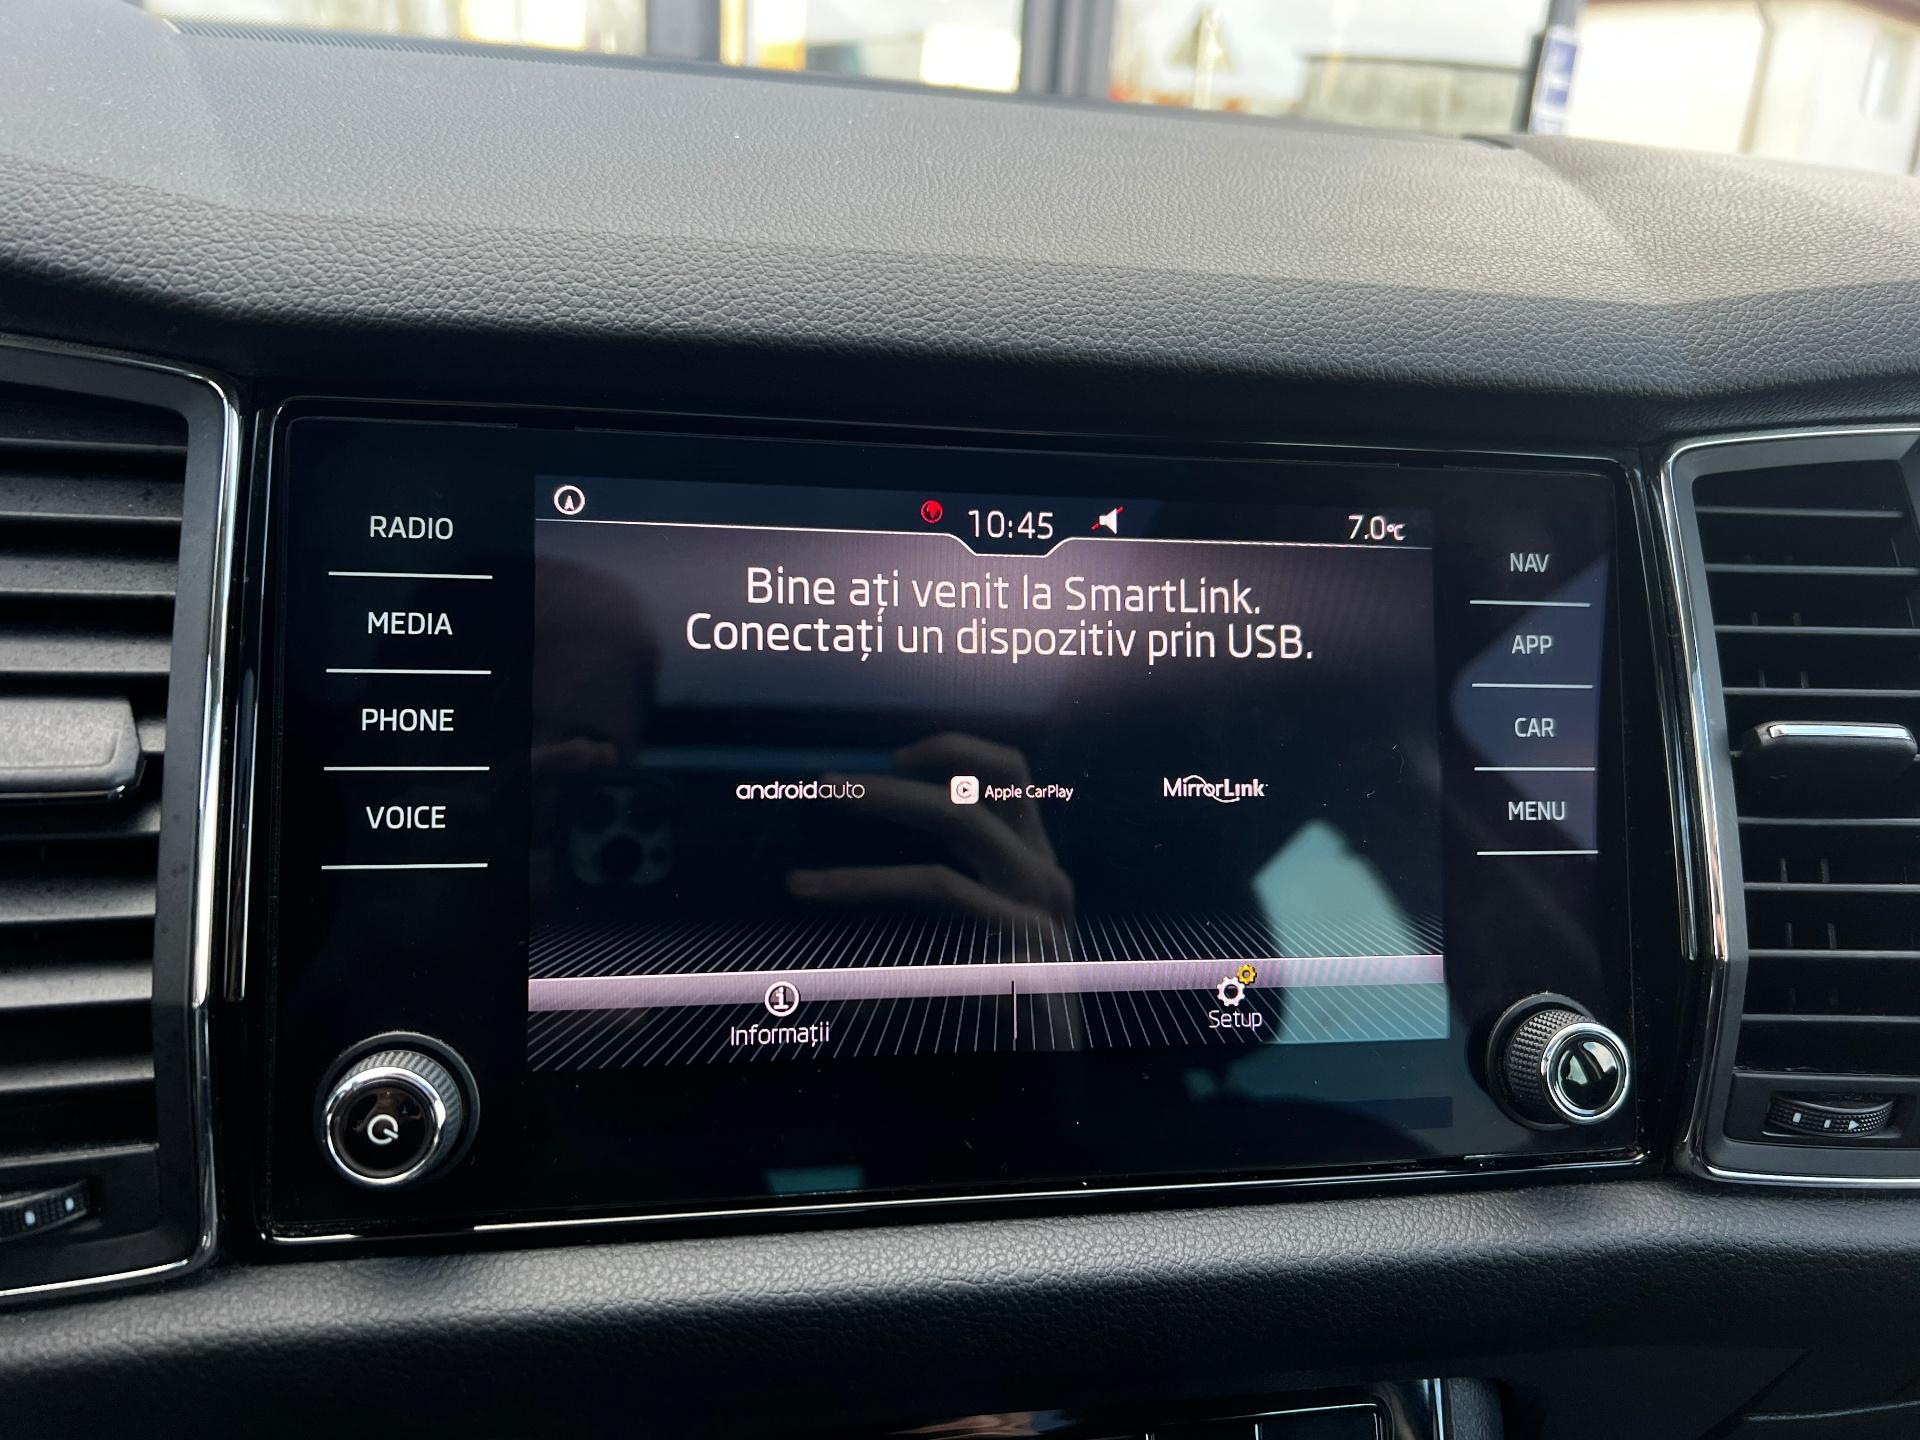 RADIO
MEDIA
PHONE
VOICE
10:45
7.0°C
Bine ați venit la SmartLink.
Conectați un dispozitiv prin USB.
androidauto
Apple CarPlay
MirrorLink
Informații
Setup
NAV
APP
CAR
MENU